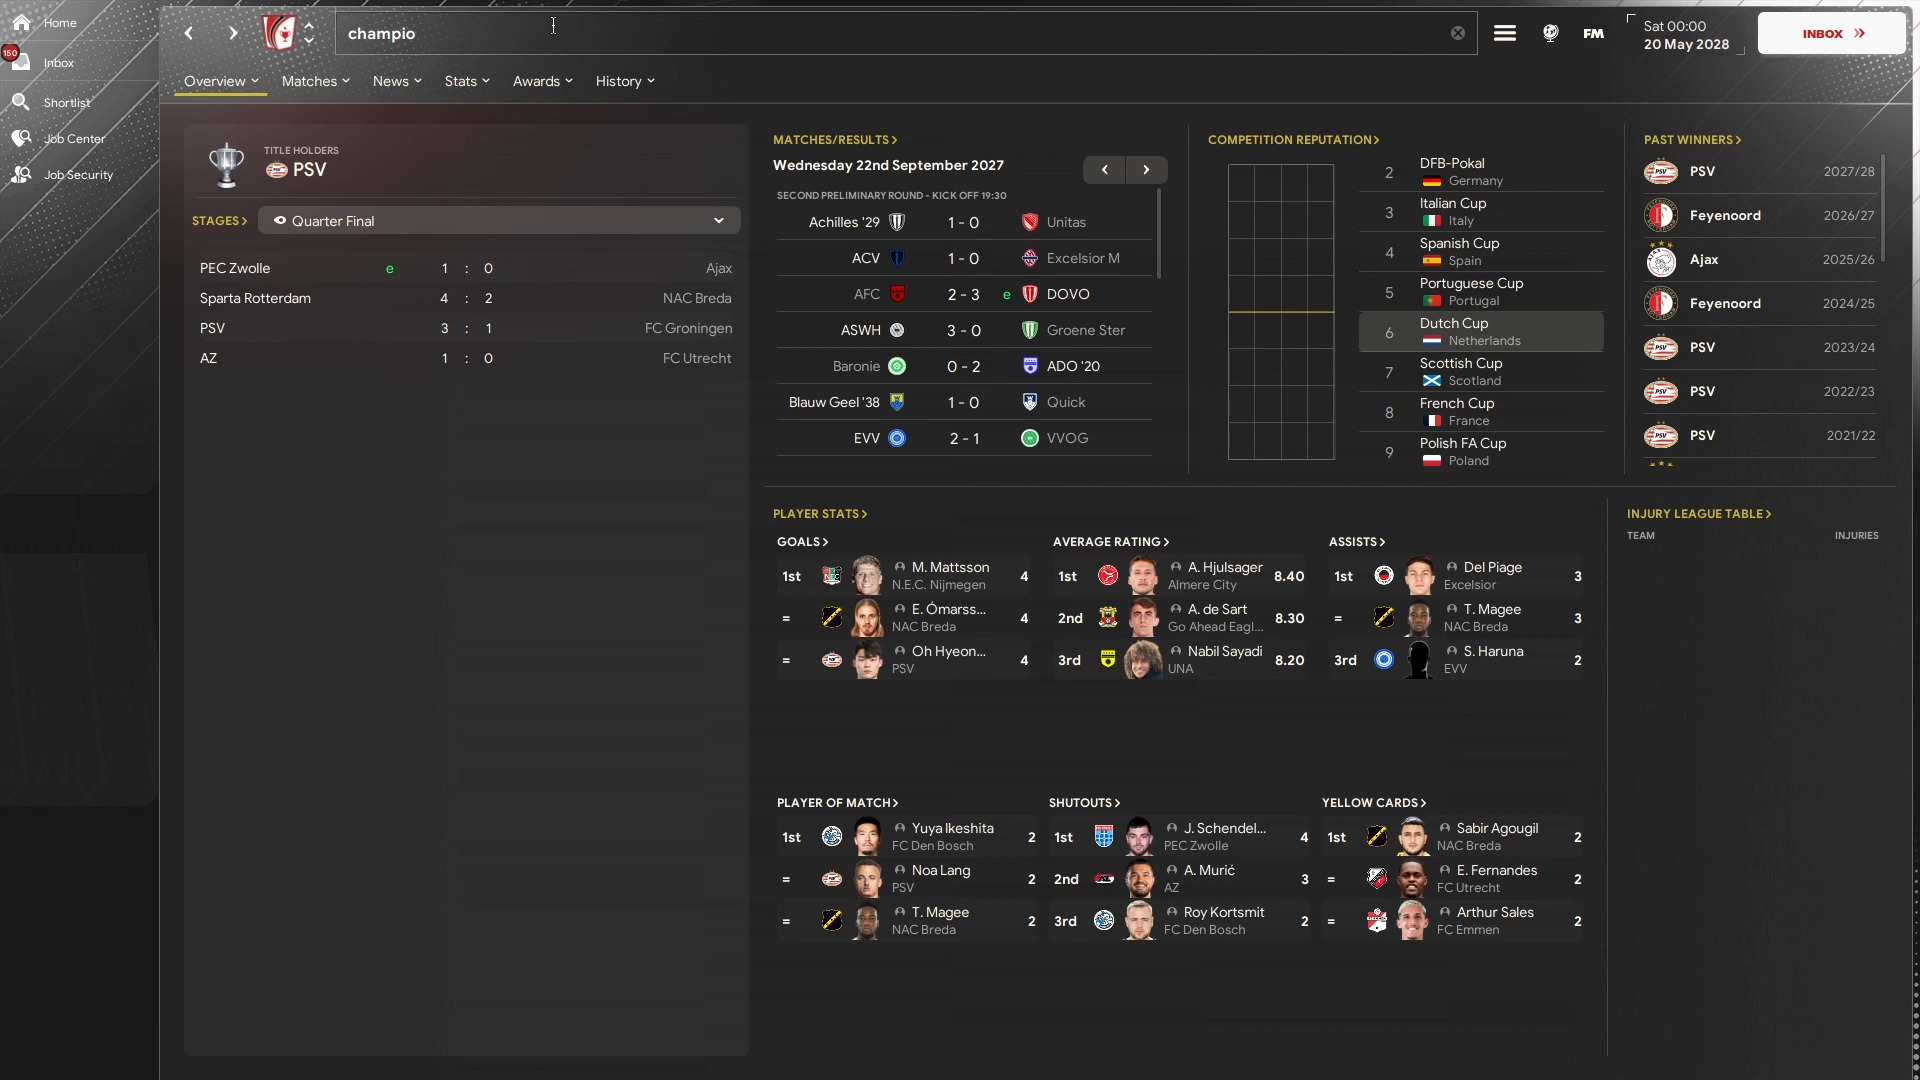 Home
150
Inbox
Shortlist
Job Center
Job Security
champio
FM
Sat 00:00
20 May 2028
INBOX
Overview
Matches
News
Stats
Awards
History
TITLE HOLDERS
PSV
STAGES
Quarter Final
PEC Zwolle e 1 : 0 Ajax
Sparta Rotterdam 4 : 2 NAC Breda
PSV 3 : 1 FC Groningen
AZ 1 : 0 FC Utrecht
MATCHES/RESULTS
Wednesday 22nd September 2027
SECOND PRELIMINARY ROUND - KICK OFF 19:30
Achilles '29 1 - 0 Unitas
ACV 1 - 0 Excelsior M
AFC 2 - 3 e DOVO
ASWH 3 - 0 Groene Ster
Baronie 0 - 2 ADO '20
Blauw Geel '38 1 - 0 Quick
EVV 2 - 1 VVOG
COMPETITION REPUTATION
2 DFB-Pokal
Germany
3 Italian Cup
Italy
4 Spanish Cup
Spain
5 Portuguese Cup
Portugal
6 Dutch Cup
Netherlands
7 Scottish Cup
Scotland
8 French Cup
France
9 Polish FA Cup
Poland
PAST WINNERS
PSV 2027/28
Feyenoord 2026/27
Ajax 2025/26
Feyenoord 2024/25
PSV 2023/24
PSV 2022/23
PSV 2021/22
PLAYER STATS
GOALS
1st M. Mattsson 4
N.E.C. Nijmegen
= E. Ómarss... 4
NAC Breda
= Oh Hyeon... 4
PSV
AVERAGE RATING
1st A. Hjulsager 8.40
Almere City
2nd A. de Sart 8.30
Go Ahead Eagl...
3rd Nabil Sayadi 8.20
UNA
ASSISTS
1st Del Piage 3
Excelsior
= T. Magee 3
NAC Breda
3rd S. Haruna 2
EVV
PLAYER OF MATCH
1st Yuya Ikeshita 2
FC Den Bosch
= Noa Lang 2
PSV
= T. Magee 2
NAC Breda
SHUTOUTS
1st J. Schendel... 4
PEC Zwolle
2nd A. Murić 3
AZ
3rd Roy Kortsmit 2
FC Den Bosch
YELLOW CARDS
1st Sabir Agougil 2
NAC Breda
= E. Fernandes 2
FC Utrecht
= Arthur Sales 2
FC Emmen
INJURY LEAGUE TABLE
TEAM INJURIES